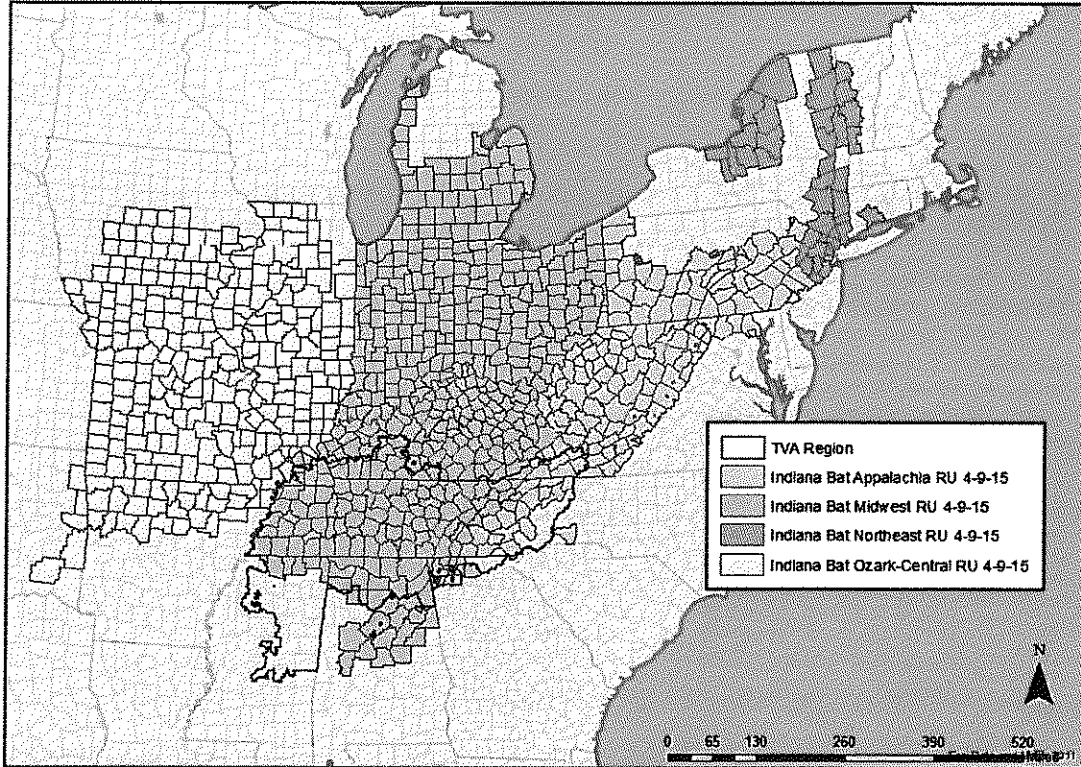 TVA Region
Indiana Bat Appalachia RU 4-9-15
Indiana Bat Midwest RU 4-9-15
Indiana Bat Northeast RU 4-9-15
Indiana Bat Ozark-Central RU 4-9-15
N
0 65 130 260 390 520